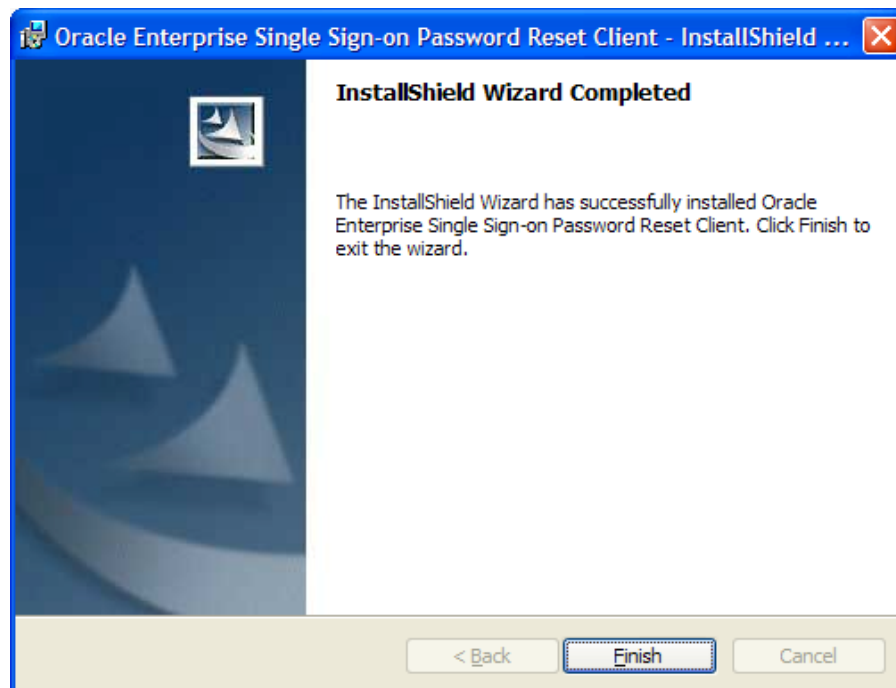 Oracle Enterprise Single Sign-on Password Reset Client - InstallShield ...
InstallShield Wizard Completed
The InstallShield Wizard has successfully installed Oracle
Enterprise Single Sign-on Password Reset Client. Click Finish to
exit the wizard.
< Back Finish Cancel